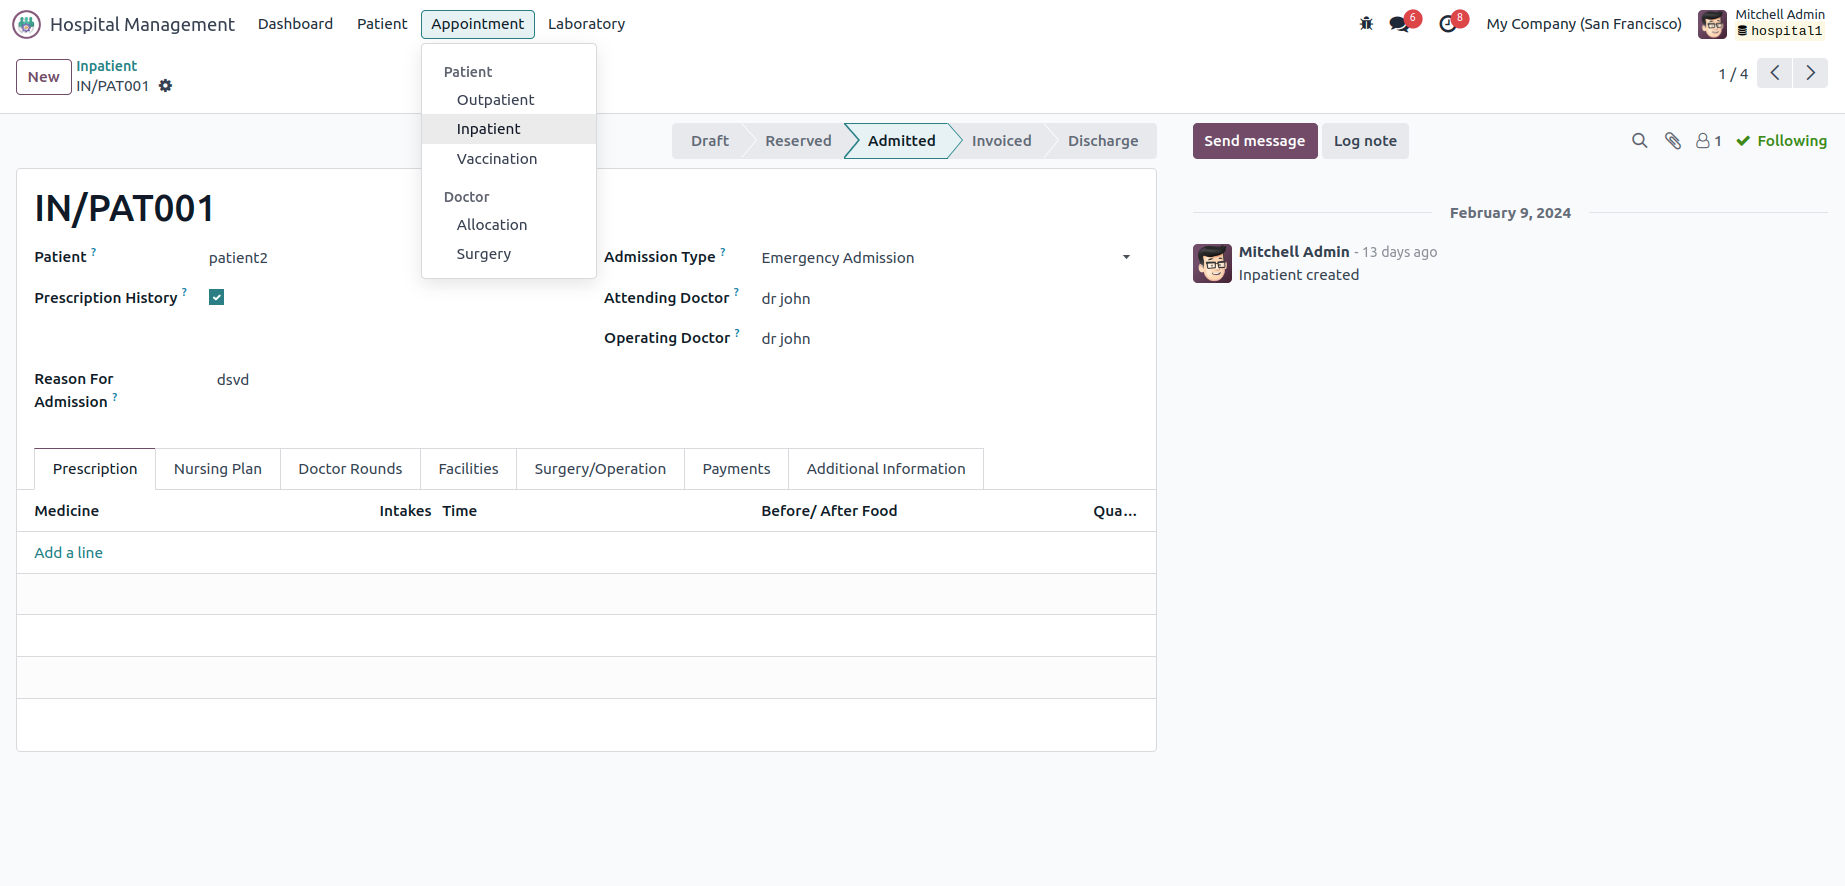 Hospital Management Dashboard Patient Appointment Laboratory 6 8 My Company (San Francisco) Mitchell Admin
hospital1
New Inpatient
IN/PAT001
1 / 4
Patient
Outpatient
Inpatient
Vaccination
Doctor
Allocation
Surgery
Draft Reserved Admitted Invoiced Discharge
Send message Log note 1 Following
IN/PAT001
Patient ? patient2
Prescription History ?
Reason For
Admission ? dsvd
Admission Type ? Emergency Admission
Attending Doctor ? dr john
Operating Doctor ? dr john
Prescription Nursing Plan Doctor Rounds Facilities Surgery/Operation Payments Additional Information
Medicine Intakes Time Before/ After Food Qua...
Add a line
February 9, 2024
Mitchell Admin - 13 days ago
Inpatient created